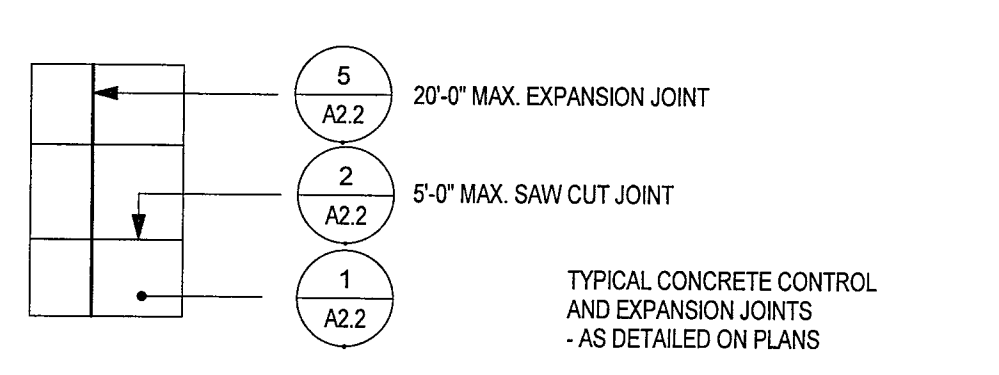 5
A2.2
20'-0" MAX. EXPANSION JOINT
2
A2.2
5'-0" MAX. SAW CUT JOINT
1
A2.2
TYPICAL CONCRETE CONTROL
AND EXPANSION JOINTS
- AS DETAILED ON PLANS